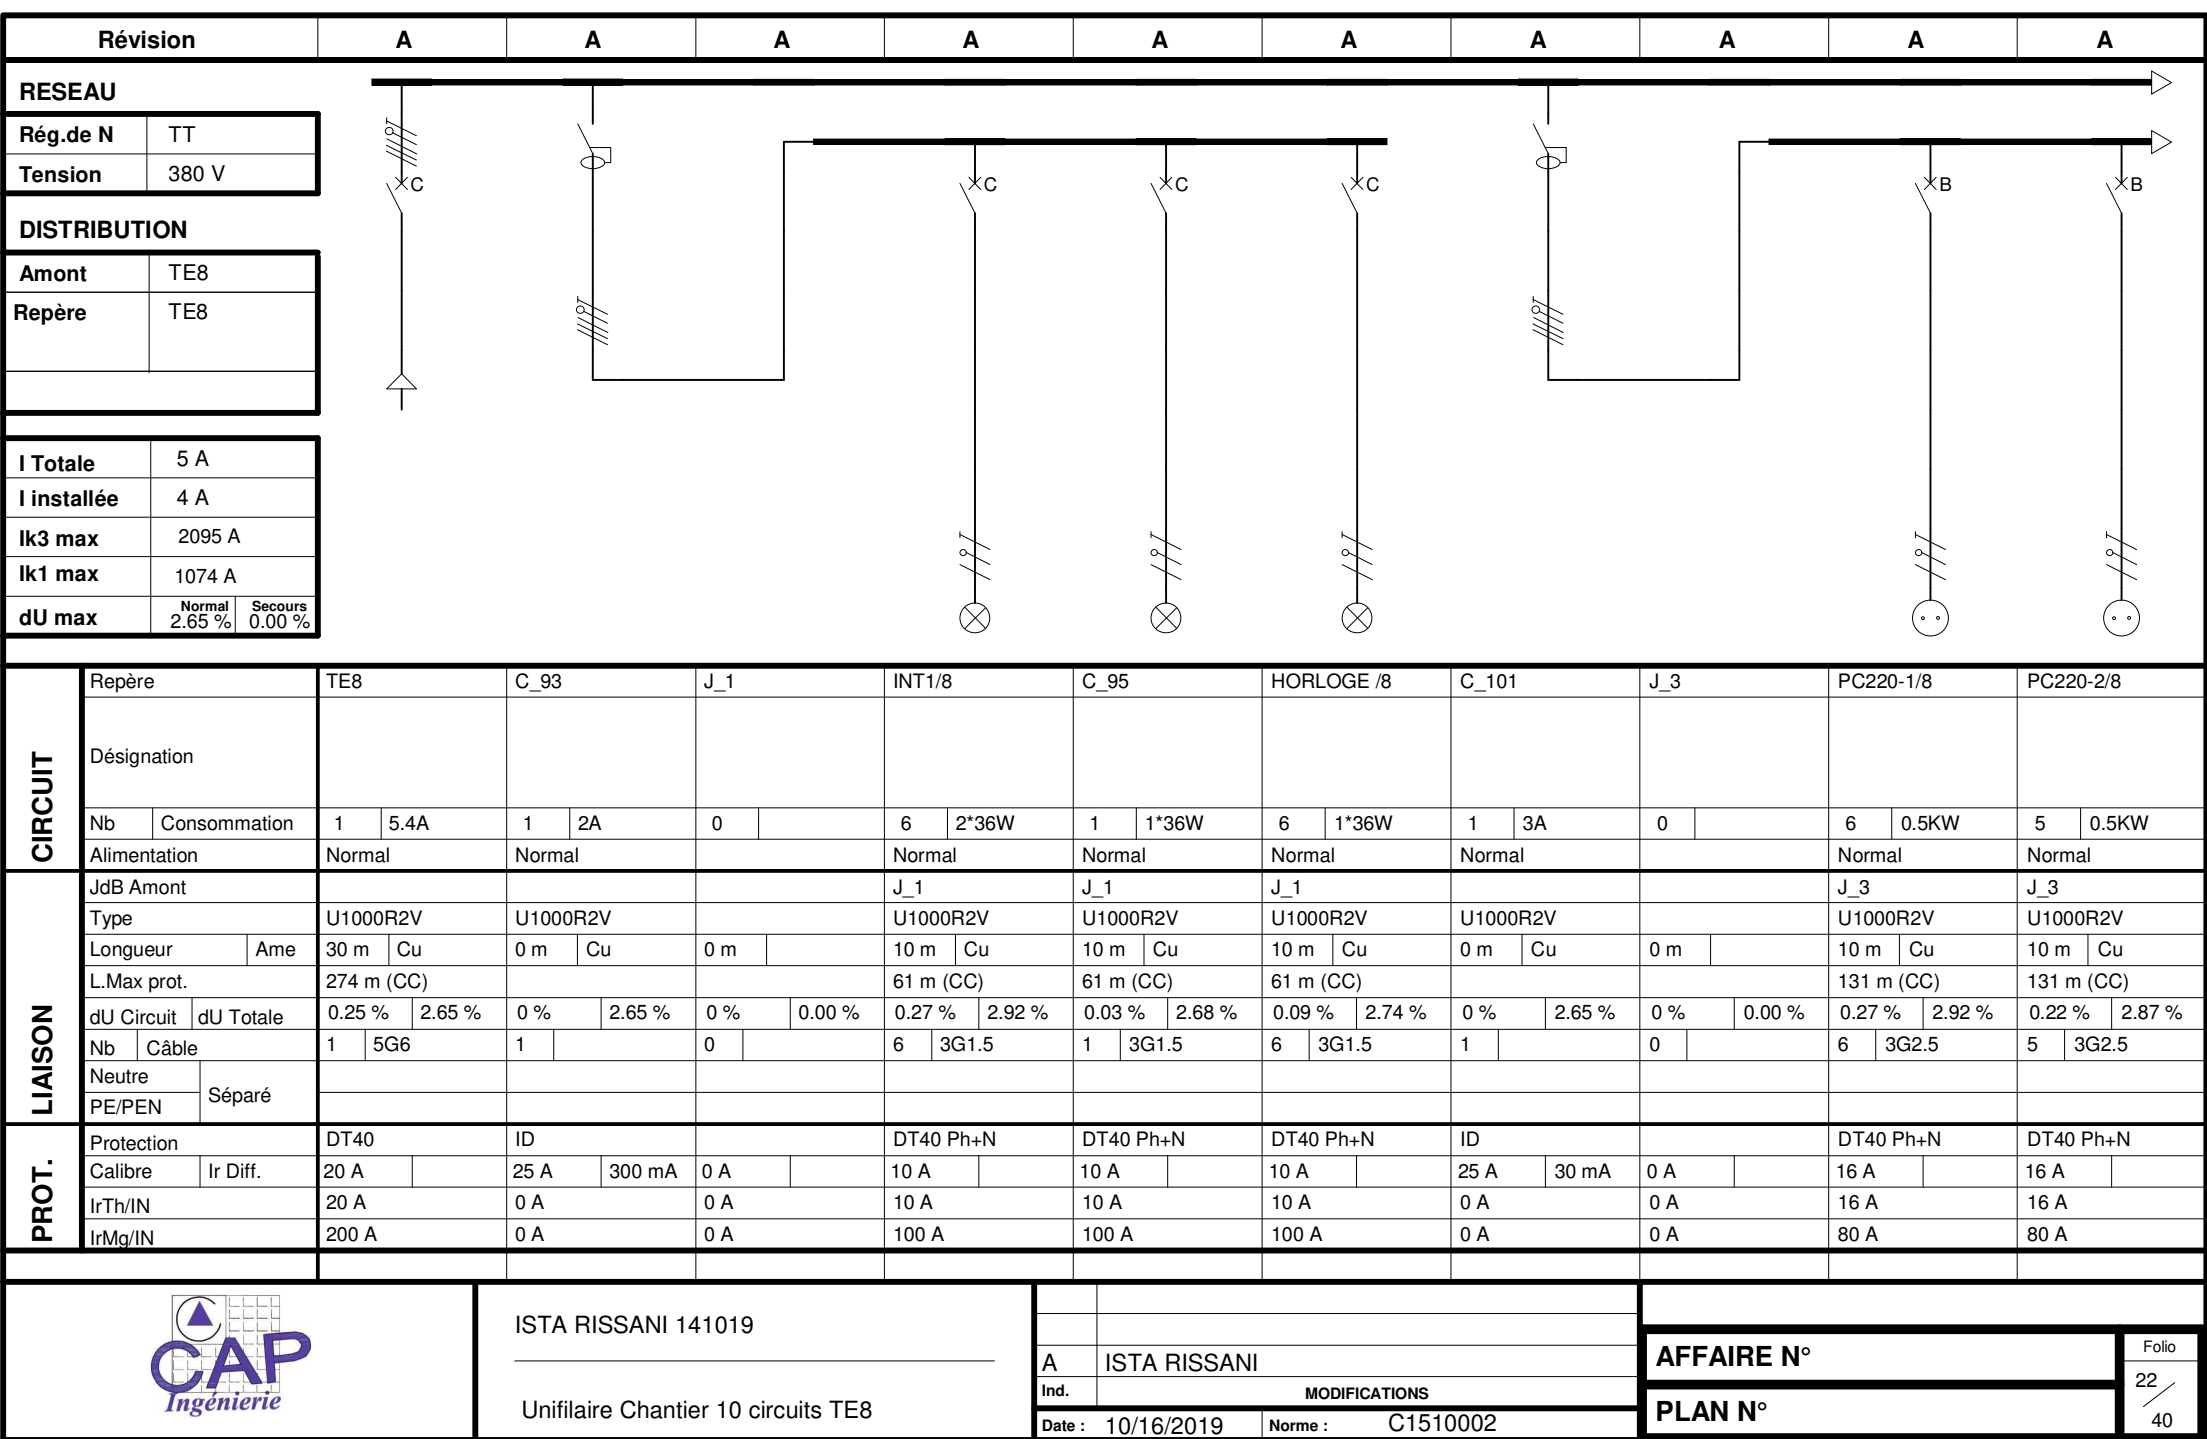 Révision A A A A A A A A A A
RESEAU
Rég.de N TT
Tension 380 V
C C C C B B
DISTRIBUTION
Amont TE8
Repère TE8
I Totale 5 A
I installée 4 A
Ik3 max 2095 A
Ik1 max 1074 A
dU max Normal 2.65 % Secours 0.00 %
CIRCUIT
Repère TE8 C_93 J_1 INT1/8 C_95 HORLOGE /8 C_101 J_3 PC220-1/8 PC220-2/8
Désignation
Nb Consommation 1 5.4A 1 2A 0 6 2*36W 1 1*36W 6 1*36W 1 3A 0 6 0.5KW 5 0.5KW
Alimentation Normal Normal Normal Normal Normal Normal Normal Normal
LIAISON
JdB Amont J_1 J_1 J_1 J_3 J_3
Type U1000R2V U1000R2V U1000R2V U1000R2V U1000R2V U1000R2V U1000R2V U1000R2V
Longueur Ame 30 m Cu 0 m Cu 0 m 10 m Cu 10 m Cu 10 m Cu 0 m Cu 0 m 10 m Cu 10 m Cu
L.Max prot. 274 m (CC) 61 m (CC) 61 m (CC) 61 m (CC) 131 m (CC) 131 m (CC)
dU Circuit dU Totale 0.25 % 2.65 % 0 % 2.65 % 0 % 0.00 % 0.27 % 2.92 % 0.03 % 2.68 % 0.09 % 2.74 % 0 % 2.65 % 0 % 0.00 % 0.27 % 2.92 % 0.22 % 2.87 %
Nb Câble 1 5G6 1 0 6 3G1.5 1 3G1.5 6 3G1.5 1 0 6 3G2.5 5 3G2.5
Neutre
Séparé
PE/PEN
PROT.
Protection DT40 ID DT40 Ph+N DT40 Ph+N DT40 Ph+N ID DT40 Ph+N DT40 Ph+N
Calibre Ir Diff. 20 A 25 A 300 mA 0 A 10 A 10 A 10 A 25 A 30 mA 0 A 16 A 16 A
IrTh/IN 20 A 0 A 0 A 10 A 10 A 10 A 0 A 0 A 16 A 16 A
IrMg/IN 200 A 0 A 0 A 100 A 100 A 100 A 0 A 0 A 80 A 80 A
CAP
Ingénierie
ISTA RISSANI 141019
Unifilaire Chantier 10 circuits TE8
A ISTA RISSANI
Ind. MODIFICATIONS
Date : 10/16/2019 Norme : C1510002
AFFAIRE N°
PLAN N°
Folio
22
40